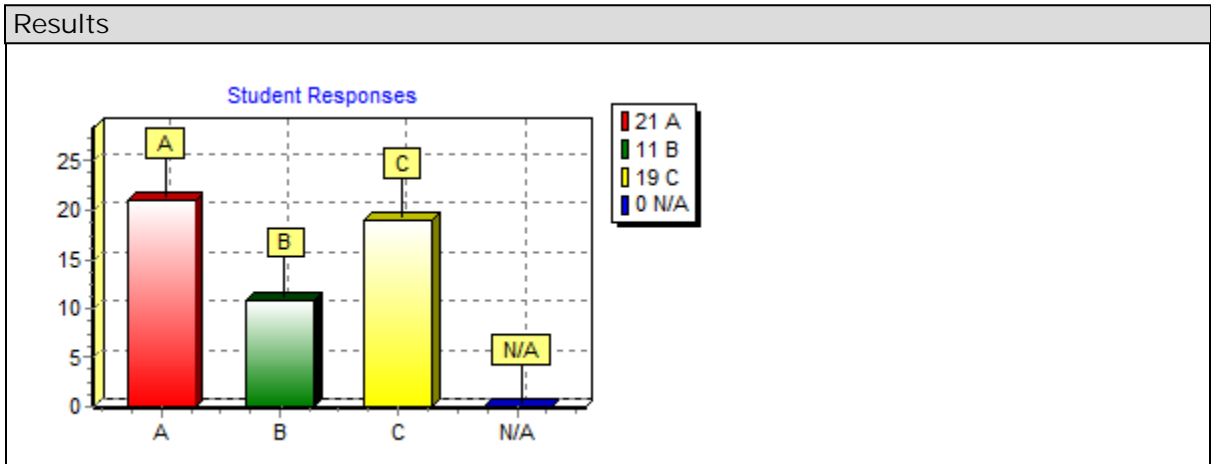 Results
Student Responses
21 A
11 B
19 C
0 N/A
A
B
C
N/A
25
20
15
10
5
0
A
B
C
N/A